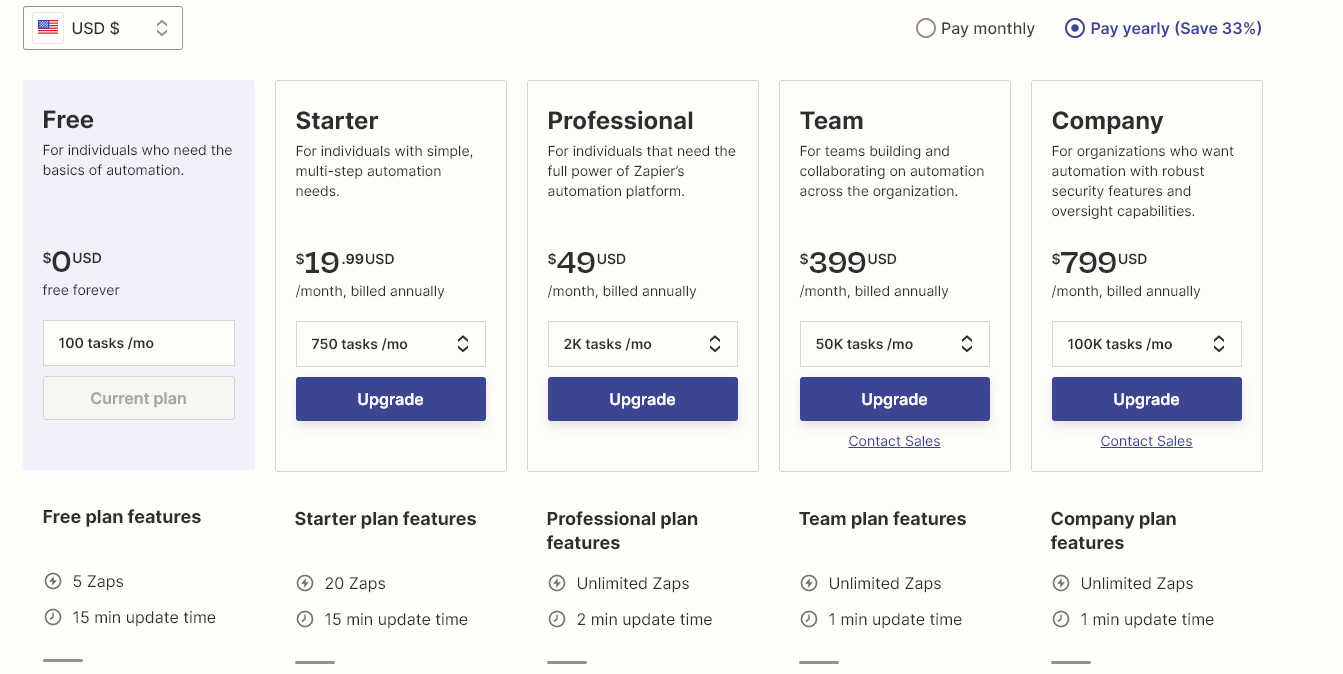 USD $
Pay monthly
Pay yearly (Save 33%)
Free
For individuals who need the
basics of automation.
$0USD
free forever
100 tasks /mo
Current plan
Starter
For individuals with simple,
multi-step automation
needs.
$19.99USD
/month, billed annually
750 tasks /mo
Upgrade
Professional
For individuals that need the
full power of Zapier’s
automation platform.
$49USD
/month, billed annually
2K tasks /mo
Upgrade
Team
For teams building and
collaborating on automation
across the organization.
$399USD
/month, billed annually
50K tasks /mo
Upgrade
Contact Sales
Company
For organizations who want
automation with robust
security features and
oversight capabilities.
$799USD
/month, billed annually
100K tasks /mo
Upgrade
Contact Sales
Free plan features
5 Zaps
15 min update time
Starter plan features
20 Zaps
15 min update time
Professional plan
features
Unlimited Zaps
2 min update time
Team plan features
Unlimited Zaps
1 min update time
Company plan
features
Unlimited Zaps
1 min update time